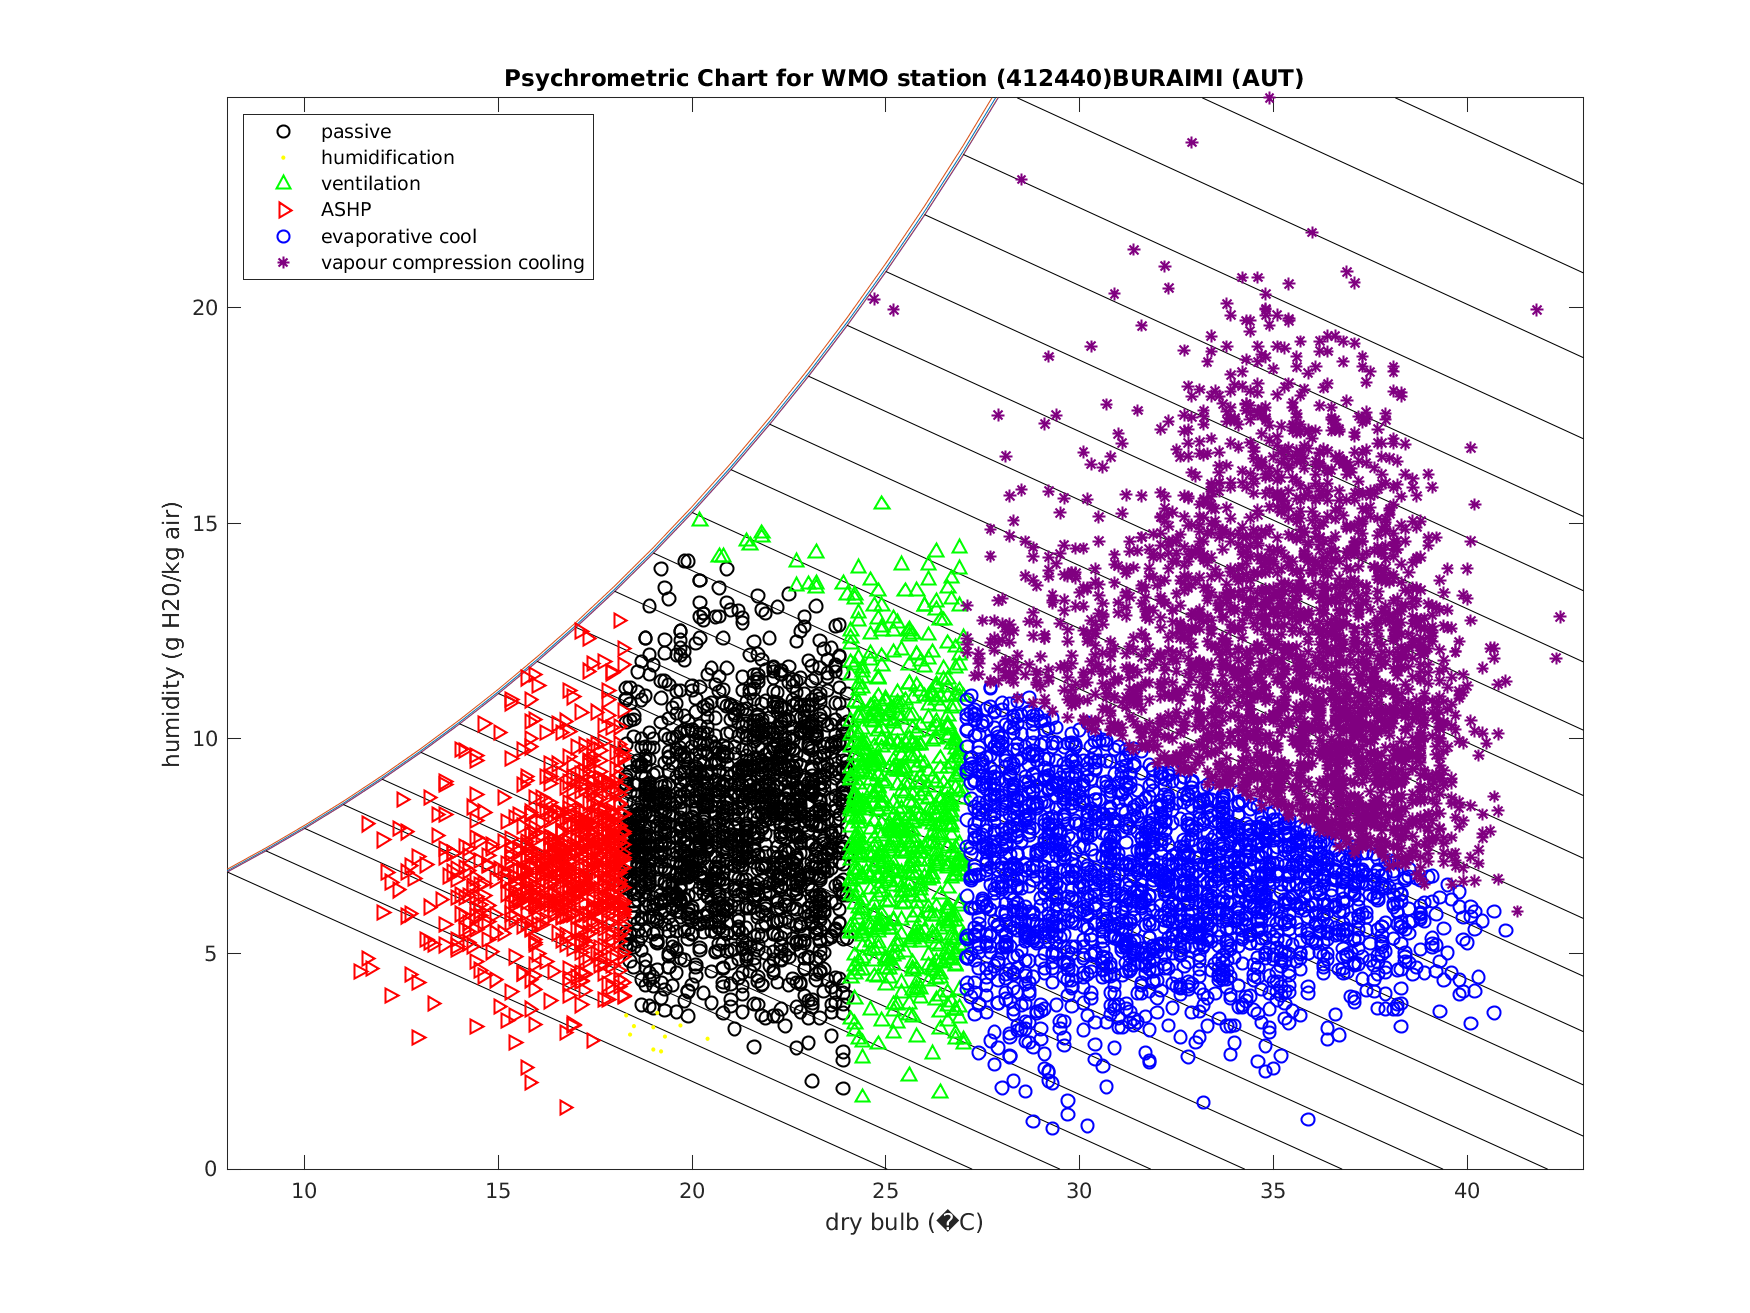 Psychrometric Chart for WMO station (412440)BURAIMI (AUT)
passive
humidification
ventilation
ASHP
evaporative cool
vapour compression cooling
humidity (g H20/kg air)
20
15
10
5
0
10 15 20 25 30 35 40
dry bulb (�C)